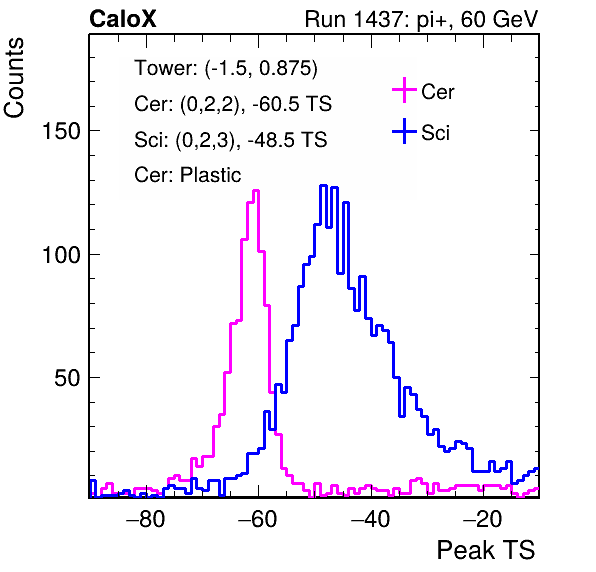 CaloX Run 1437: pi+, 60 GeV
Counts
Tower: (-1.5, 0.875)
Cer: (0,2,2), -60.5 TS
Sci: (0,2,3), -48.5 TS
Cer: Plastic
Cer
Sci
150
100
50
−80 −60 −40 −20
Peak TS